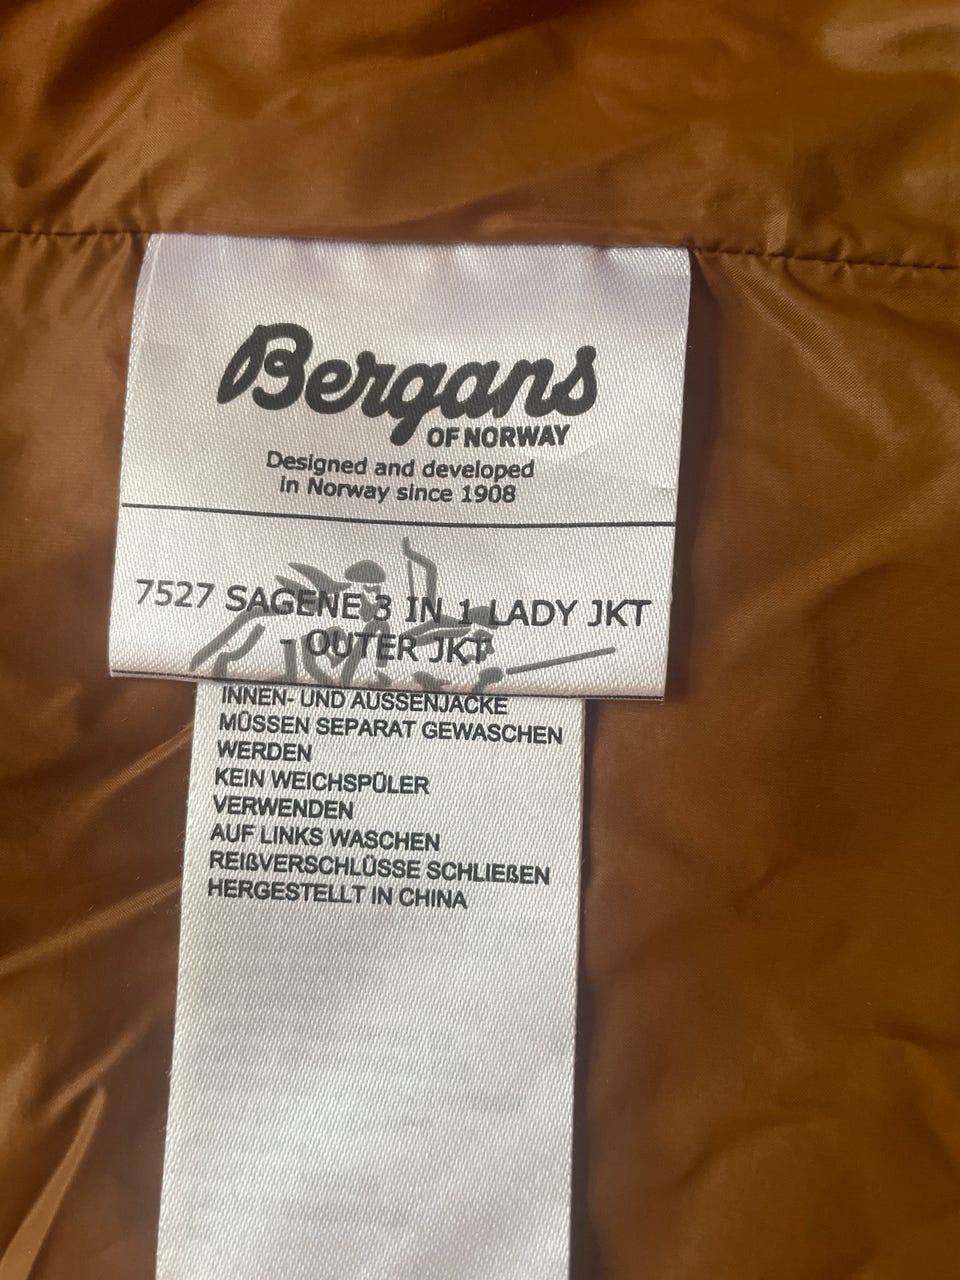 Bergans
OF NORWAY
Designed and developed
in Norway since 1908
7527 SAGENE 3 IN 1 LADY JKT
- OUTER JKT
INNEN- UND AUSSENJACKE
MÜSSEN SEPARAT GEWASCHEN
WERDEN
KEIN WEICHSPÜLER
VERWENDEN
AUF LINKS WASCHEN
REIßVERSCHLÜSSE SCHLIEßEN
HERGESTELLT IN CHINA